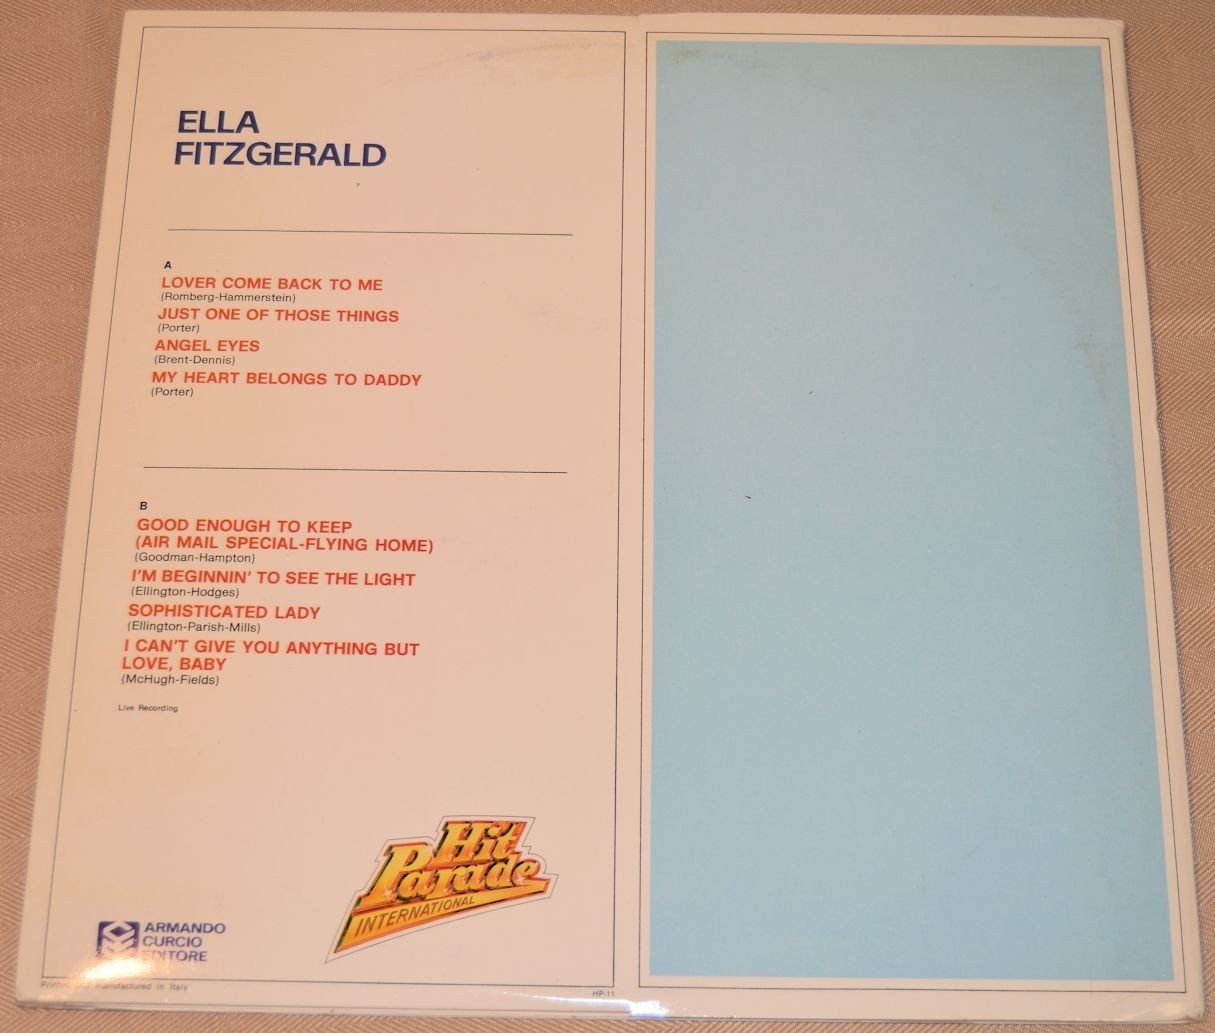 ELLA
FITZGERALD
A
LOVER COME BACK TO ME
(Romberg-Hammerstein)
JUST ONE OF THOSE THINGS
(Porter)
ANGEL EYES
(Brent-Dennis)
MY HEART BELONGS TO DADDY
(Porter)
B
GOOD ENOUGH TO KEEP
(AIR MAIL SPECIAL-FLYING HOME)
(Goodman-Hampton)
I'M BEGINNIN' TO SEE THE LIGHT
(Ellington-Hodges)
SOPHISTICATED LADY
(Ellington-Parish-Mills)
I CAN'T GIVE YOU ANYTHING BUT
LOVE, BABY
(McHugh-Fields)
Live Recording
Hit
Parade
INTERNATIONAL
ARMANDO
CURCIO
EDITORE
Printed and manufactured in Italy
HP-11